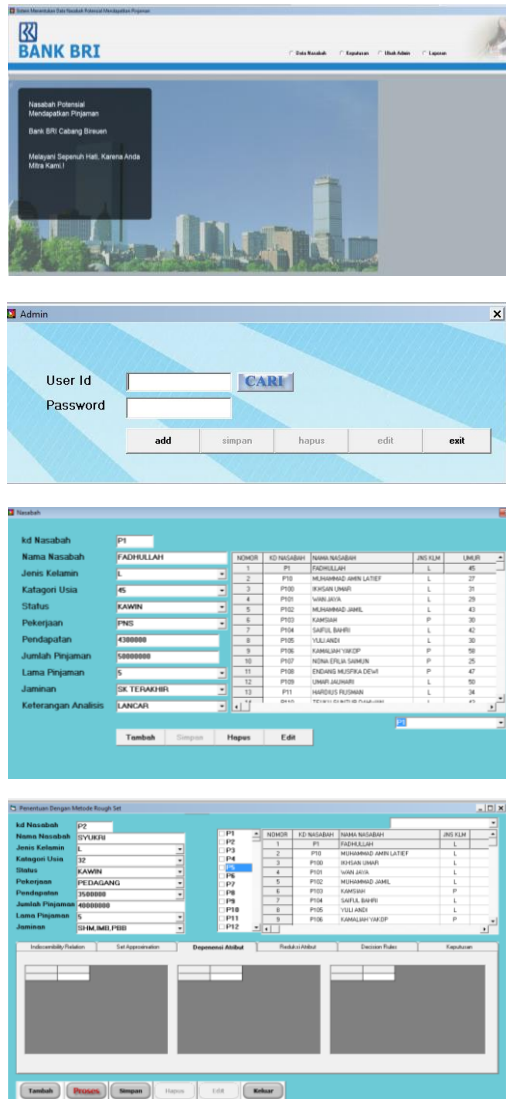 Sistem Menentukan Data Nasabah Potensial Mendapatkan Pinjaman
BANK BRI
Data Nasabah Keputusan Ubah Admin Laporan
Nasabah Potensial
Mendapatkan Pinjaman
Bank BRI Cabang Bireuen
Melayani Sepenuh Hati, Karena Anda
Mitra Kami.!
Admin
User Id CARI
Password
add simpan hapus edit exit
Nasabah
kd Nasabah P1
Nama Nasabah FADHULLAH
Jenis Kelamin L
Katagori Usia 45
Status KAWIN
Pekerjaan PNS
Pendapatan 4300000
Jumlah Pinjaman 50000000
Lama Pinjaman 5
Jaminan SK TERAKHIR
Keterangan Analisis LANCAR
NOMOR KD NASABAH NAMA NASABAH JNS KLM UMUR
1 P1 FADHULLAH L 45
2 P10 MUHAMMAD AMIN LATIEF L 27
3 P100 IKHSAN UMAR L 31
4 P101 WAN JAYA L 29
5 P102 MUHAMMAD JAMIL L 43
6 P103 KAMSIAH P 30
7 P104 SAIFUL BAHRI L 42
8 P105 YULI ANDI L 30
9 P106 KAMALIAH YAKOP P 58
10 P107 NONA ERLIA SAIMUN P 25
11 P108 ENDANG MUSFIKA DEWI P 47
12 P109 UMAR JAUHARI L 50
13 P11 HARDIUS RUSMAN L 34
P1
Tambah Simpan Hapus Edit
Penentuan Dengan Metode Rough Set
kd Nasabah P2
Nama Nasabah SYUKRI
Jenis Kelamin L
Katagori Usia 32
Status KAWIN
Pekerjaan PEDAGANG
Pendapatan 3500000
Jumlah Pinjaman 40000000
Lama Pinjaman 5
Jaminan SHM,IMB,PBB
P1
P2
P3
P4
P5
P6
P7
P8
P9
P10
P11
P12
NOMOR KD NASABAH NAMA NASABAH JNS KLM
1 P1 FADHULLAH L
2 P10 MUHAMMAD AMIN LATIEF L
3 P100 IKHSAN UMAR L
4 P101 WAN JAYA L
5 P102 MUHAMMAD JAMIL L
6 P103 KAMSIAH P
7 P104 SAIFUL BAHRI L
8 P105 YULI ANDI L
9 P106 KAMALIAH YAKOP P
Indiscernibility Relation Set Approximation Depenensi Atribut Reduksi Atribut Decision Rules Keputusan
Tambah Proses Simpan Hapus Edit Keluar